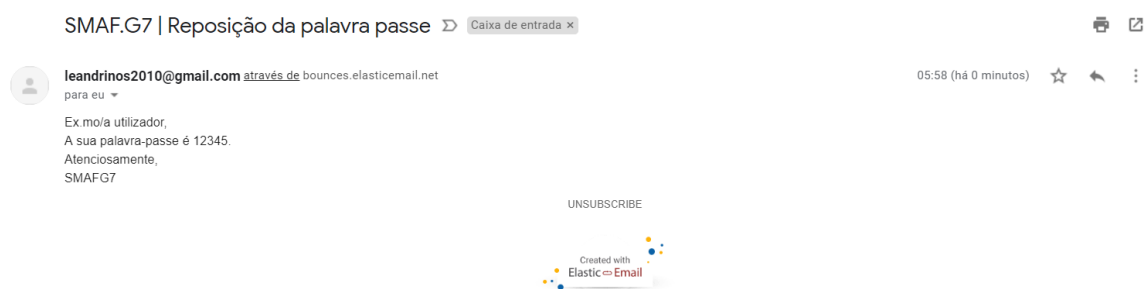 SMAF.G7 | Reposição da palavra passe Caixa de entrada ×
leandrinos2010@gmail.com através de bounces.elasticemail.net 05:58 (há 0 minutos)
para eu
Ex.mo/a utilizador,
A sua palavra-passe é 12345.
Atenciosamente,
SMAFG7
UNSUBSCRIBE
Created with
Elastic Email